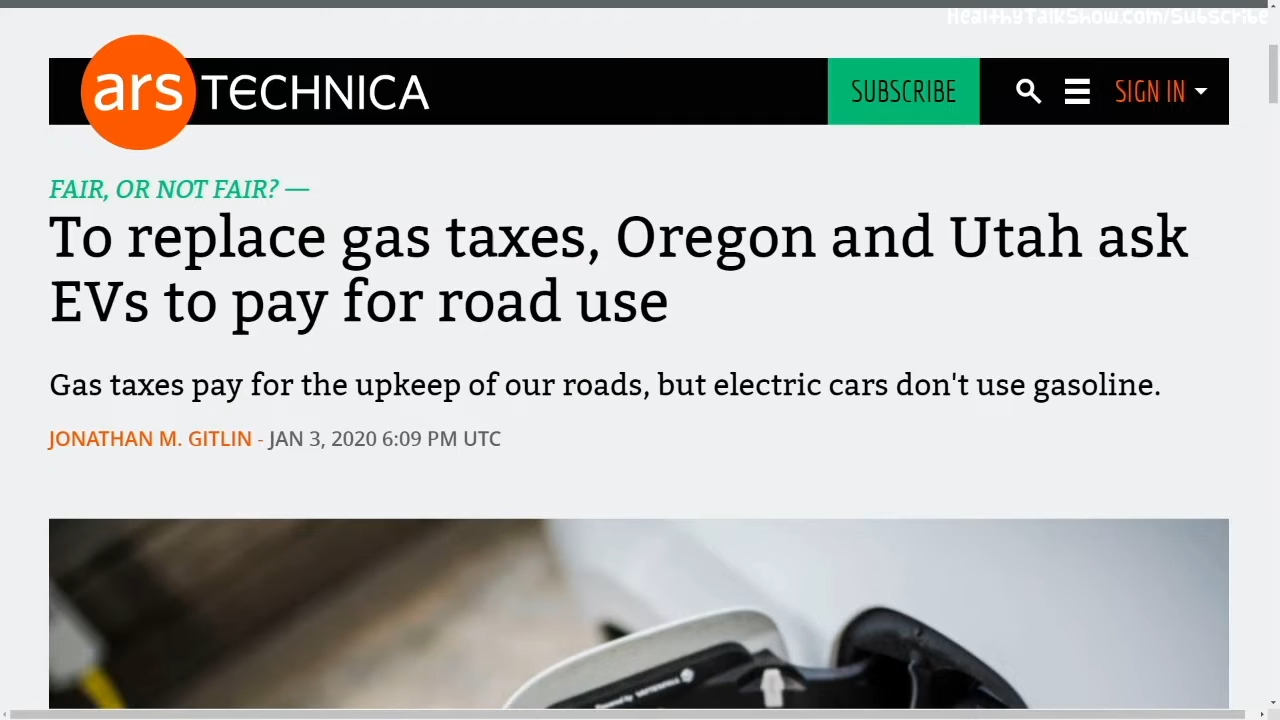 HealthyTalkShow.com/Subscribe
ars TECHNICA
SUBSCRIBE
SIGN IN
FAIR, OR NOT FAIR? —
To replace gas taxes, Oregon and Utah ask
EVs to pay for road use
Gas taxes pay for the upkeep of our roads, but electric cars don't use gasoline.
JONATHAN M. GITLIN - JAN 3, 2020 6:09 PM UTC